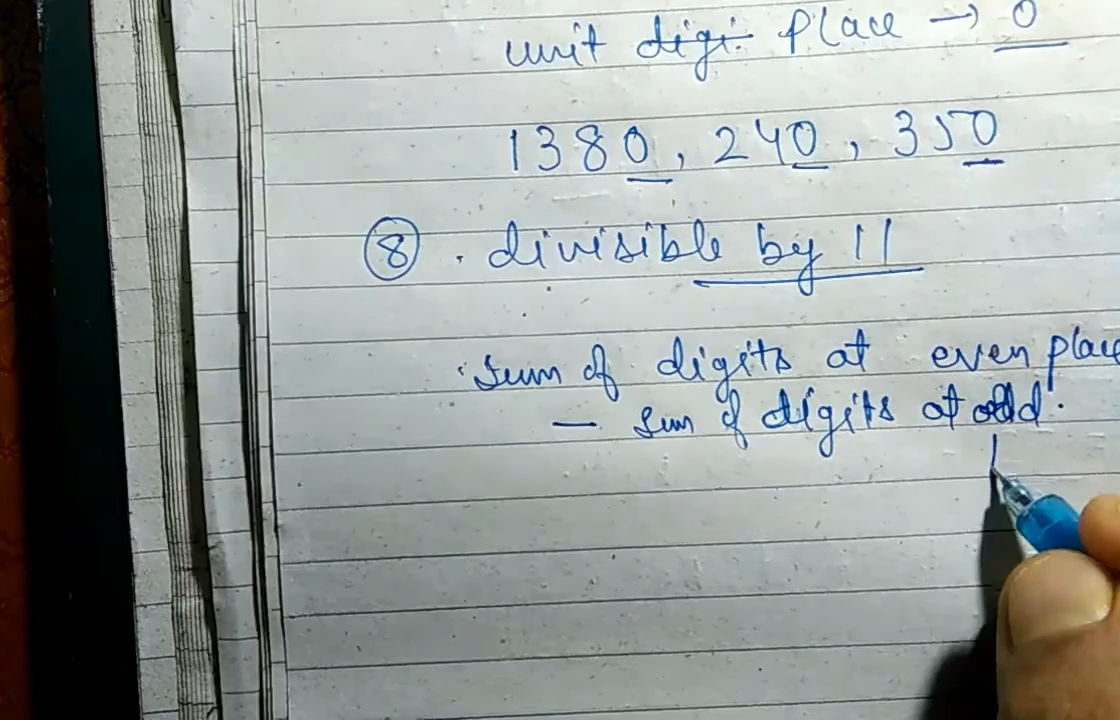 unit digi place → 0
1380, 240, 350
⑧ . divisible by 11
sum of digits at even place
— sum of digits at odd